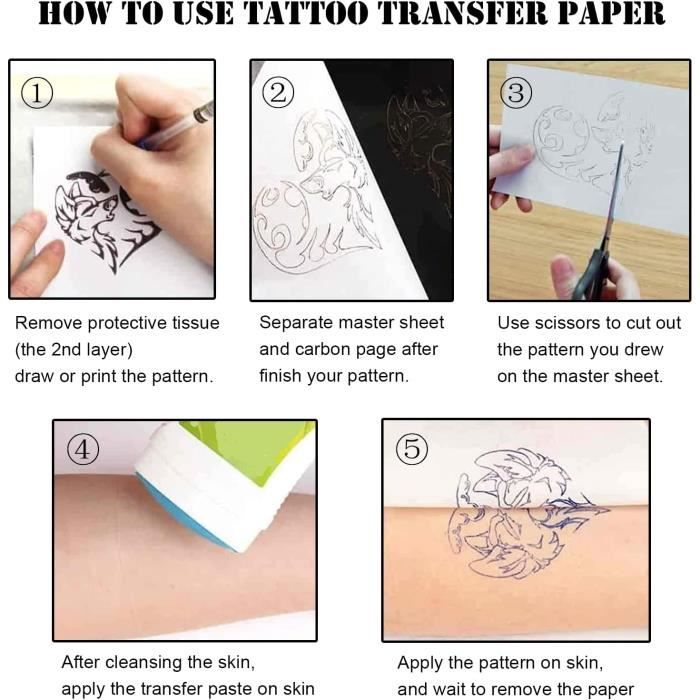 HOW TO USE TATTOO TRANSFER PAPER
①
②
③
Remove protective tissue
(the 2nd layer)
draw or print the pattern.
Separate master sheet
and carbon page after
finish your pattern.
Use scissors to cut out
the pattern you drew
on the master sheet.
④
⑤
After cleansing the skin,
apply the transfer paste on skin
Apply the pattern on skin,
and wait to remove the paper